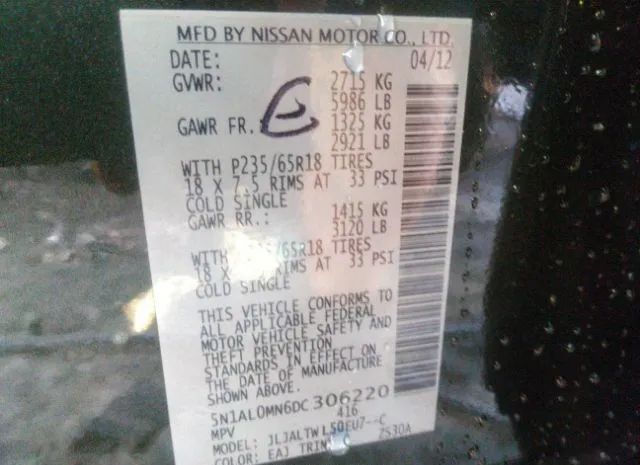 MFD BY NISSAN MOTOR CO., LTD.
DATE: 04/12
GVWR: 2715 KG
5986 LB
GAWR FR. 1325 KG
2921 LB
WITH P235/65R18 TIRES
18 X 7.5 RIMS AT 33 PSI
COLD SINGLE
GAWR RR.: 1415 KG
3120 LB
WITH /65R18 TIRES
18 X RIMS AT 33 PSI
COLD SINGLE
THIS VEHICLE CONFORMS TO
ALL APPLICABLE FEDERAL
MOTOR VEHICLE SAFETY AND
THEFT PREVENTION
STANDARDS IN EFFECT ON
THE DATE OF MANUFACTURE
SHOWN ABOVE.
5N1AL0MN6DC306220
MPV 416
MODEL: JLJALTWL50EU7--C
COLOR: EAJ TRIM ZS30A